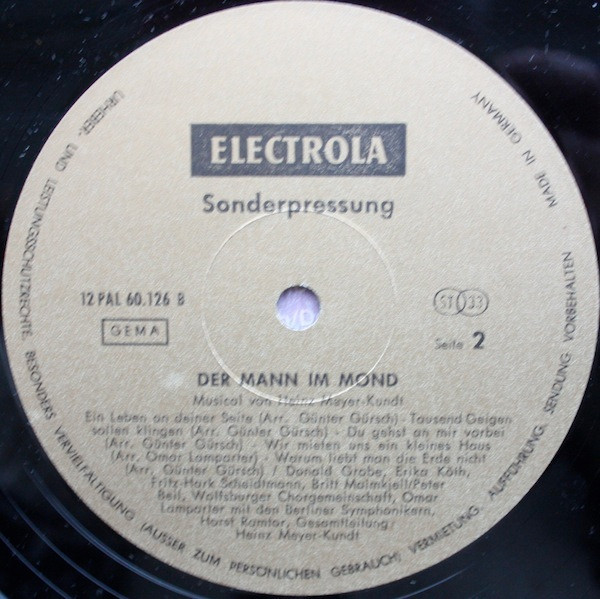 ELECTROLA
Sonderpressung
12 PAL 60.126 B
GEMA
ST 33
Seite 2
DER MANN IM MOND
Musical von Heinz Meyer-Kundt
Ein Leben an deiner Seite (Arr. Günter Gürsch) - Tausend Geigen
sollen klingen (Arr. Günter Gürsch) - Du gehst an mir vorbei
(Arr. Günter Gürsch) - Wir mieten uns ein kleines Haus
(Arr. Omar Lamparter) - Warum liebt man die Erde nicht
(Arr. Günter Gürsch) / Donald Grobe, Erika Köth,
Fritz-Hark Schaidtmann, Britt Malmkjell/Peter
Beil, Wolfsburger Chorgemeinschaft, Omar
Lamparter mit den Berliner Symphonikern,
Horst Ramtor, Gesamtleitung/
Heinz Meyer-Kundt
URHEBER- UND LEISTUNGSSCHUTZRECHTE, BESONDERS VERVIELFÄLTIGUNG (AUSSER ZUM PERSÖNLICHEN GEBRAUCH) VERMIETUNG, AUFFÜHRUNG, SENDUNG VORBEHALTEN
MADE IN GERMANY